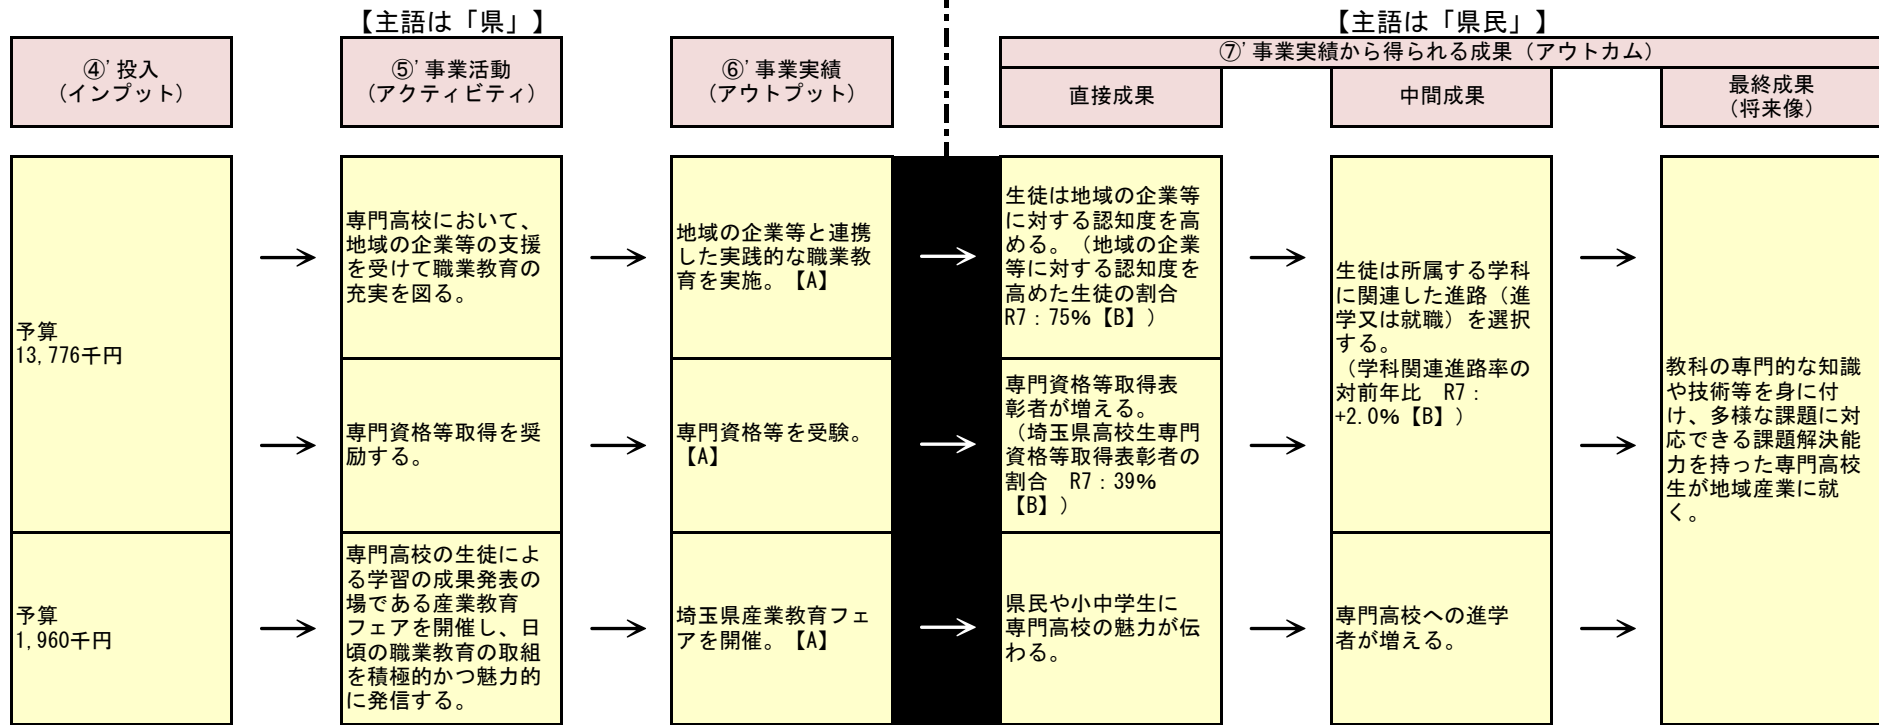 【主語は「県」】
【主語は「県民」】
④’投入
（インプット）
⑤’事業活動
（アクティビティ）
⑥’事業実績
（アウトプット）
⑦’事業実績から得られる成果（アウトカム）
直接成果
中間成果
最終成果
（将来像）
予算
13,776千円
専門高校において、
地域の企業等の支援
を受けて職業教育の
充実を図る。
地域の企業等と連携
した実践的な職業教
育を実施。【A】
生徒は地域の企業等
に対する認知度を高
める。（地域の企業
等に対する認知度を
高めた生徒の割合
R7：75%【B】）
生徒は所属する学科
に関連した進路（進
学又は就職）を選択
する。
（学科関連進路率の
対前年比　R7：
+2.0%【B】）
教科の専門的な知識
や技術等を身に付
け、多様な課題に対
応できる課題解決能
力を持った専門高校
生が地域産業に就
く。
専門資格等取得を奨
励する。
専門資格等を受験。
【A】
専門資格等取得表
彰者が増える。
（埼玉県高校生専門
資格等取得表彰者の
割合　R7：39%
【B】）
予算
1,960千円
専門高校の生徒によ
る学習の成果発表の
場である産業教育
フェアを開催し、日
頃の職業教育の取組
を積極的かつ魅力的
に発信する。
埼玉県産業教育フェ
アを開催。【A】
県民や小中学生に
専門高校の魅力が伝
わる。
専門高校への進学
者が増える。